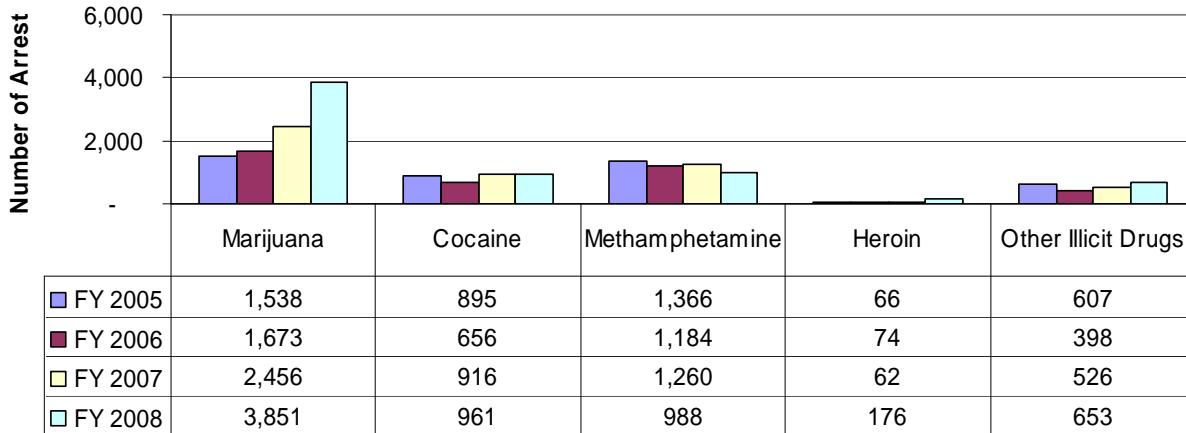 Number of Arrest
6,000
4,000
2,000
-
Marijuana Cocaine Methamphetamine Heroin Other Illicit Drugs
FY 2005 1,538 895 1,366 66 607
FY 2006 1,673 656 1,184 74 398
FY 2007 2,456 916 1,260 62 526
FY 2008 3,851 961 988 176 653